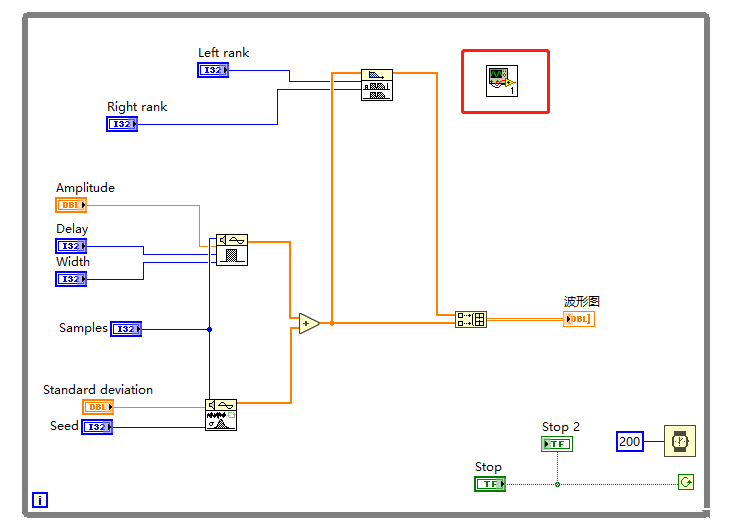 Left rank
I32
Right rank
I32
1
Amplitude
DBL
Delay
I32
Width
I32
Samples
I32
+
波形图
DBL
Standard deviation
DBL
Seed
I32
σ
Stop 2
TF
200
Stop
TF
i